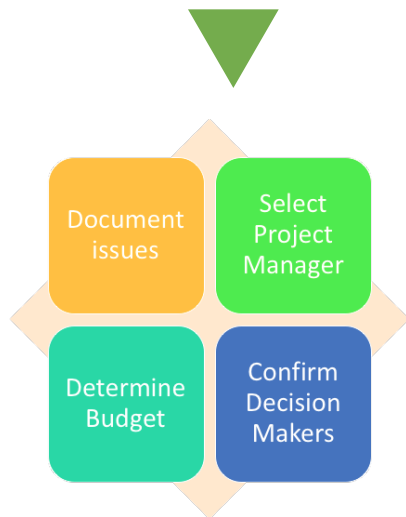 Document
issues
Select
Project
Manager
Determine
Budget
Confirm
Decision
Makers